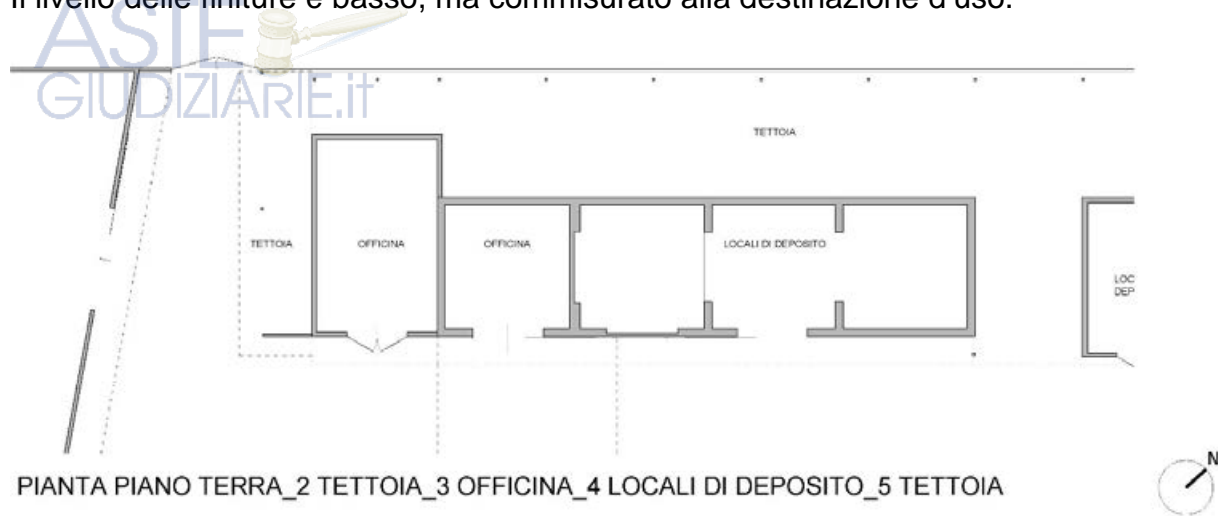 Il livello delle finiture è basso, ma commisurato alla destinazione d'uso.
ASTE
GIUDIZIARIE.it
TETTOIA
TETTOIA
OFFICINA
OFFICINA
LOCALI DI DEPOSITO
LOC
DEP
N
PIANTA PIANO TERRA_2 TETTOIA_3 OFFICINA_4 LOCALI DI DEPOSITO_5 TETTOIA